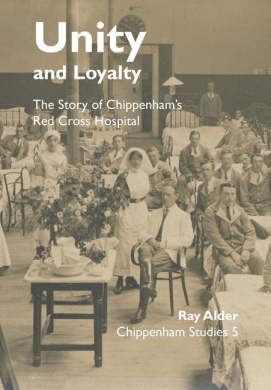 Unity
and Loyalty
The Story of Chippenham's
Red Cross Hospital
Ray Alder
Chippenham Studies 5